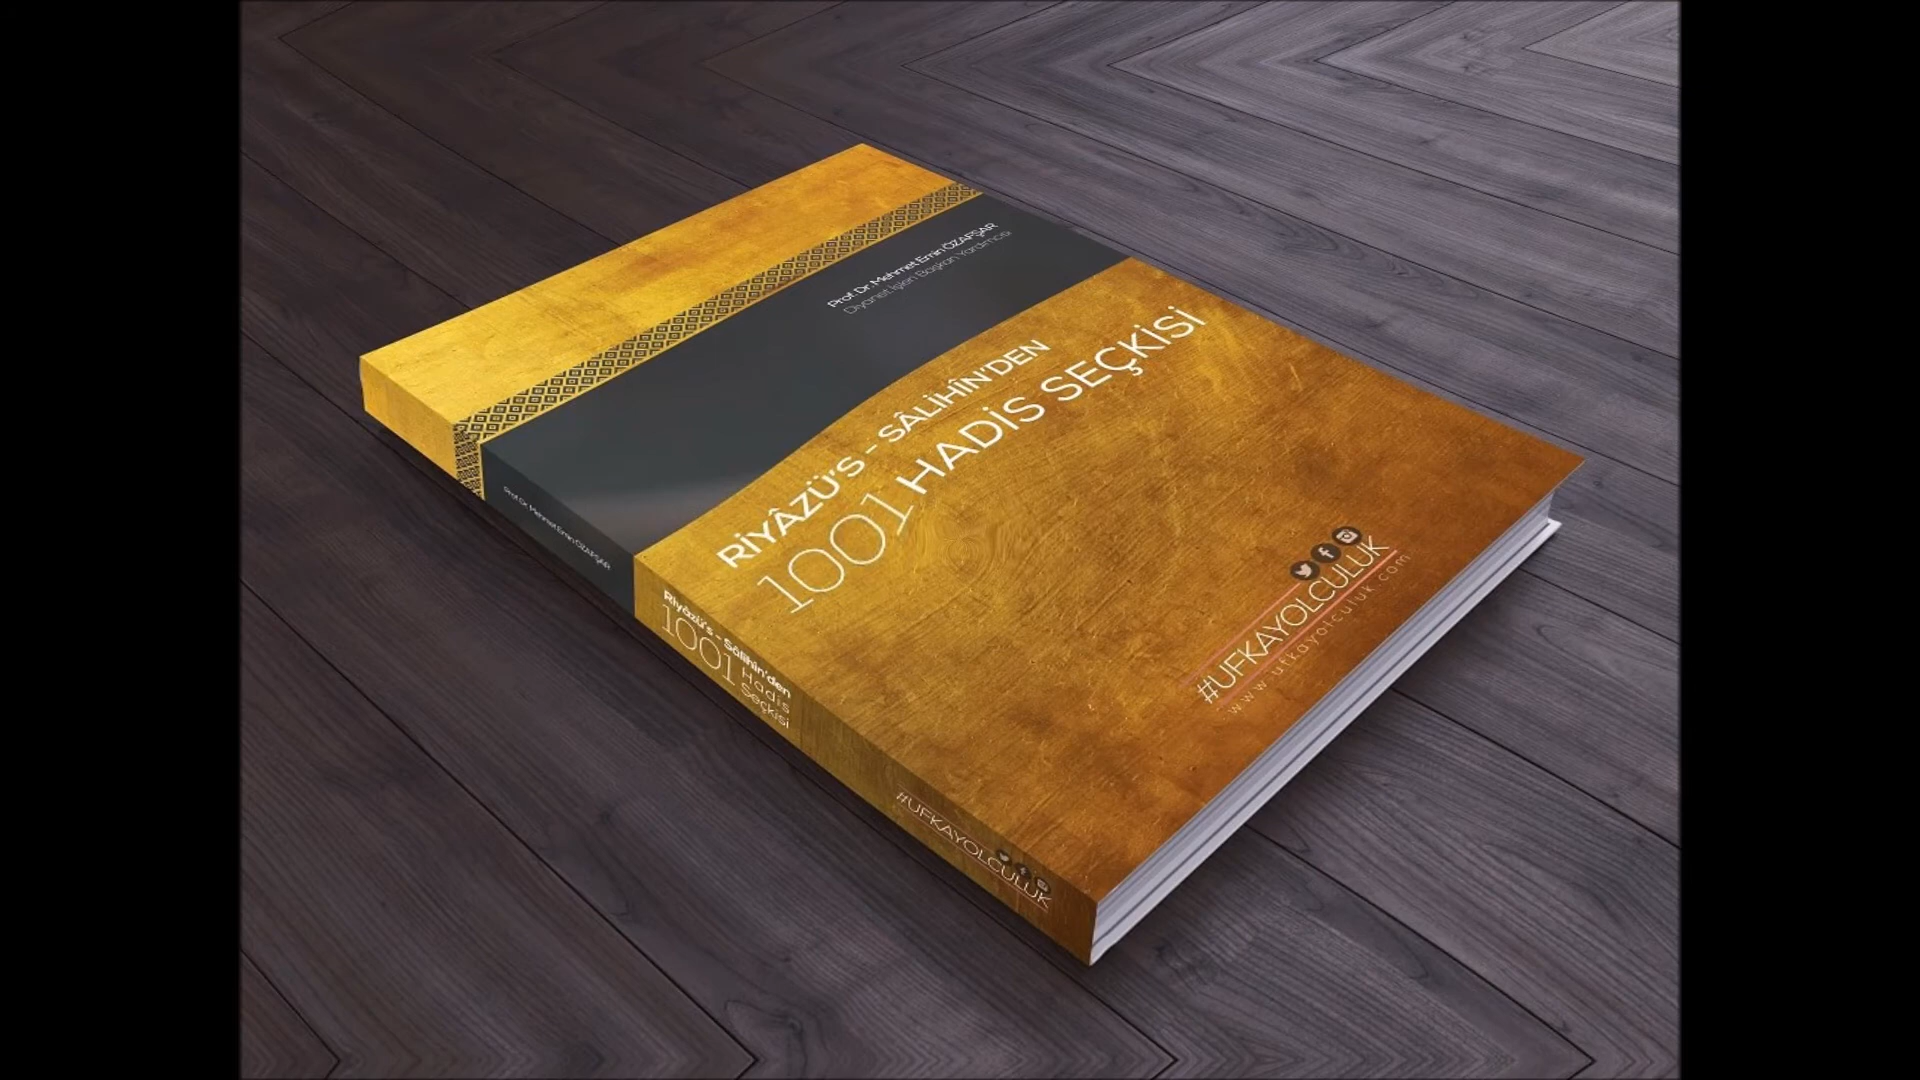 Prof. Dr. Mehmet Emin ÖZAFŞAR
Diyanet İşleri Başkan Yardımcısı
RİYÂZÜ'S - SÂLİHÎN'DEN
1001 HADİS SEÇKİSİ
#UFKAYOLCULUK
www.ufkayolculuk.com
Prof. Dr. Mehmet Emin ÖZAFŞAR
Riyâzü's - Sâlihîn'den
1001 Hadis
Seçkisi
#UFKAYOLCULUK